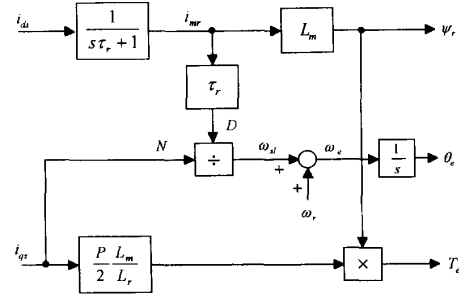 i_ds
1
sτ_r + 1
i_mr
L_m
ψ_r
τ_r
D
N
÷
ω_sl
+
+
ω_e
ω_r
1
s
θ_e
i_qs
P L_m
2 L_r
×
T_e